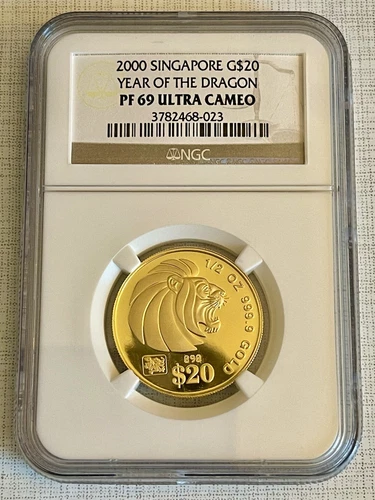 2000 SINGAPORE G$20
YEAR OF THE DRAGON
PF 69 ULTRA CAMEO
3782468-023
NGC
1/2 OZ 999.9 GOLD
898
$20